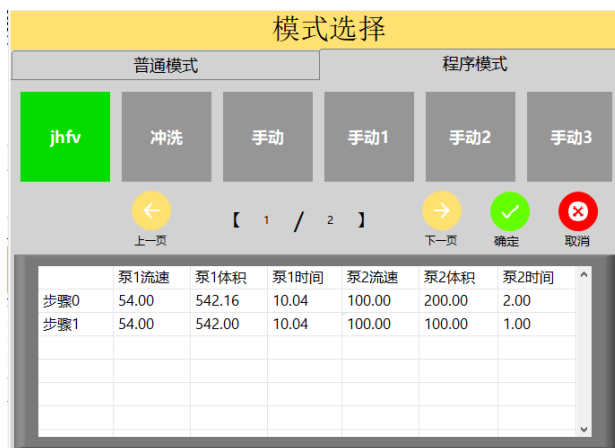 模式选择
普通模式 程序模式
jhfv 冲洗 手动 手动1 手动2 手动3
【 1 / 2 】
上一页 下一页 确定 取消
泵1流速 泵1体积 泵1时间 泵2流速 泵2体积 泵2时间
步骤0 54.00 542.16 10.04 100.00 200.00 2.00
步骤1 54.00 542.00 10.04 100.00 100.00 1.00